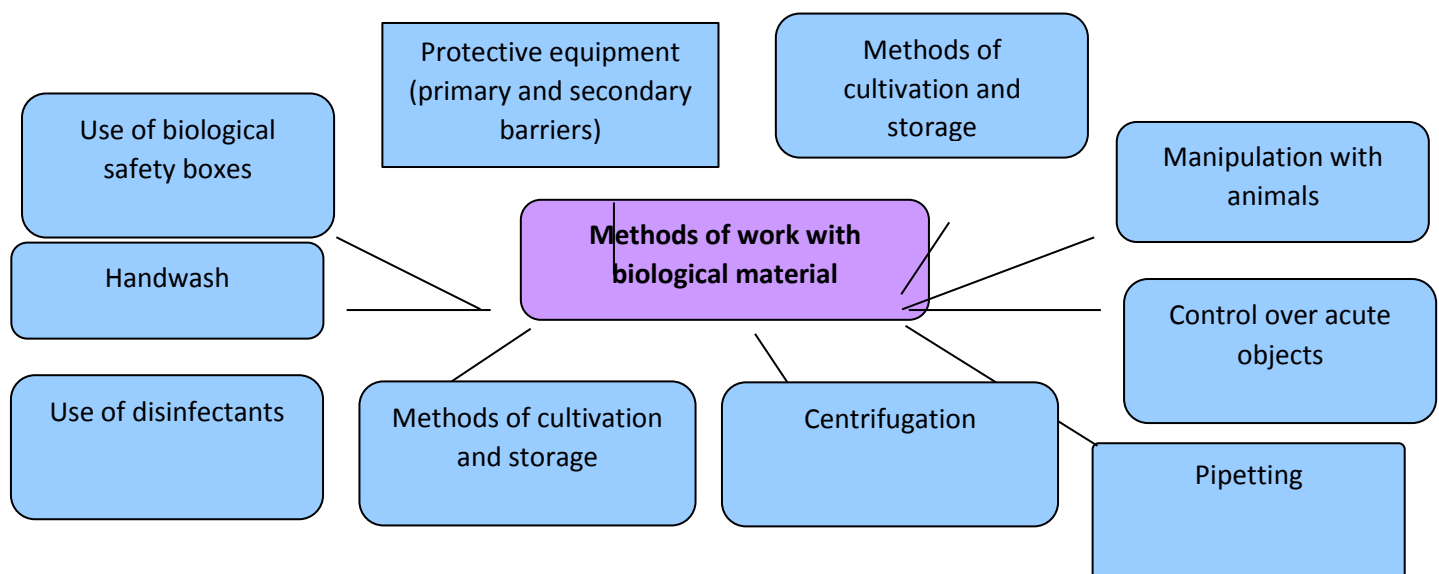 Protective equipment
(primary and secondary
barriers)
Methods of
cultivation and
storage
Use of biological
safety boxes
Manipulation with
animals
Methods of work with
biological material
Handwash
Control over acute
objects
Use of disinfectants
Methods of cultivation
and storage
Centrifugation
Pipetting